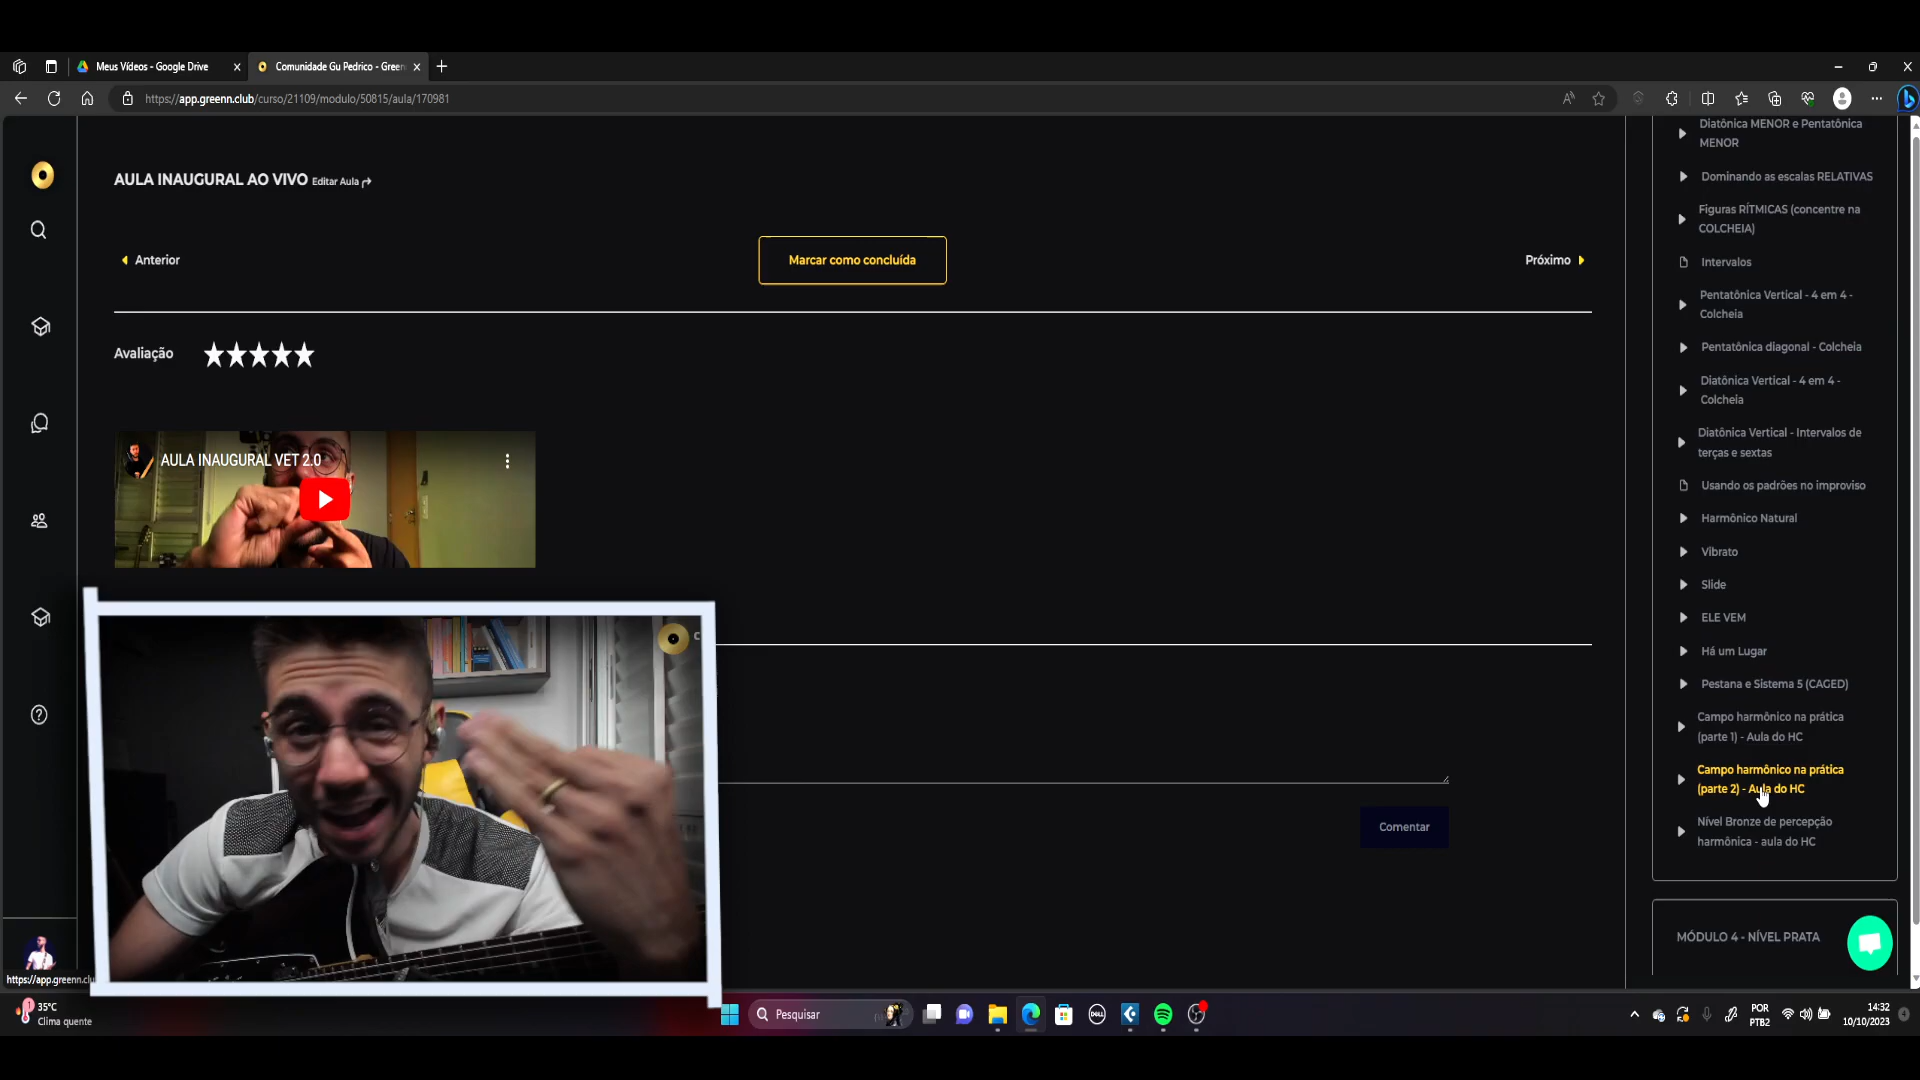 Meus Vídeos - Google Drive
Comunidade Gu Pedrico - Green
https://app.greenn.club/curso/21109/modulo/50815/aula/170981
AULA INAUGURAL AO VIVO Editar Aula
Anterior
Marcar como concluída
Próximo
Avaliação
AULA INAUGURAL VET 2.0
C
Comentar
Diatônica MENOR e Pentatônica
MENOR
Dominando as escalas RELATIVAS
Figuras RÍTMICAS (concentre na
COLCHEIA)
Intervalos
Pentatônica Vertical - 4 em 4 -
Colcheia
Pentatônica diagonal - Colcheia
Diatônica Vertical - 4 em 4 -
Colcheia
Diatônica Vertical - Intervalos de
terças e sextas
Usando os padrões no improviso
Harmônico Natural
Vibrato
Slide
ELE VEM
Há um Lugar
Pestana e Sistema 5 (CAGED)
Campo harmônico na prática
(parte 1) - Aula do HC
Campo harmônico na prática
(parte 2) - Aula do HC
Nível Bronze de percepção
harmônica - aula do HC
MÓDULO 4 - NÍVEL PRATA
https://app.greenn.clu
35°C
Clima quente
Pesquisar
DELL
POR
PTB2
14:32
10/10/2023